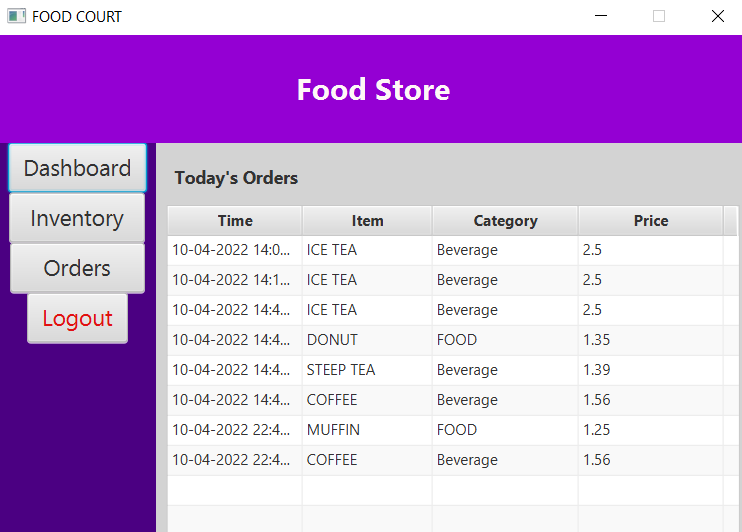 FOOD COURT
Food Store
Dashboard
Inventory
Orders
Logout
Today's Orders
Time Item Category Price
10-04-2022 14:0... ICE TEA Beverage 2.5
10-04-2022 14:1... ICE TEA Beverage 2.5
10-04-2022 14:4... ICE TEA Beverage 2.5
10-04-2022 14:4... DONUT FOOD 1.35
10-04-2022 14:4... STEEP TEA Beverage 1.39
10-04-2022 14:4... COFFEE Beverage 1.56
10-04-2022 22:4... MUFFIN FOOD 1.25
10-04-2022 22:4... COFFEE Beverage 1.56